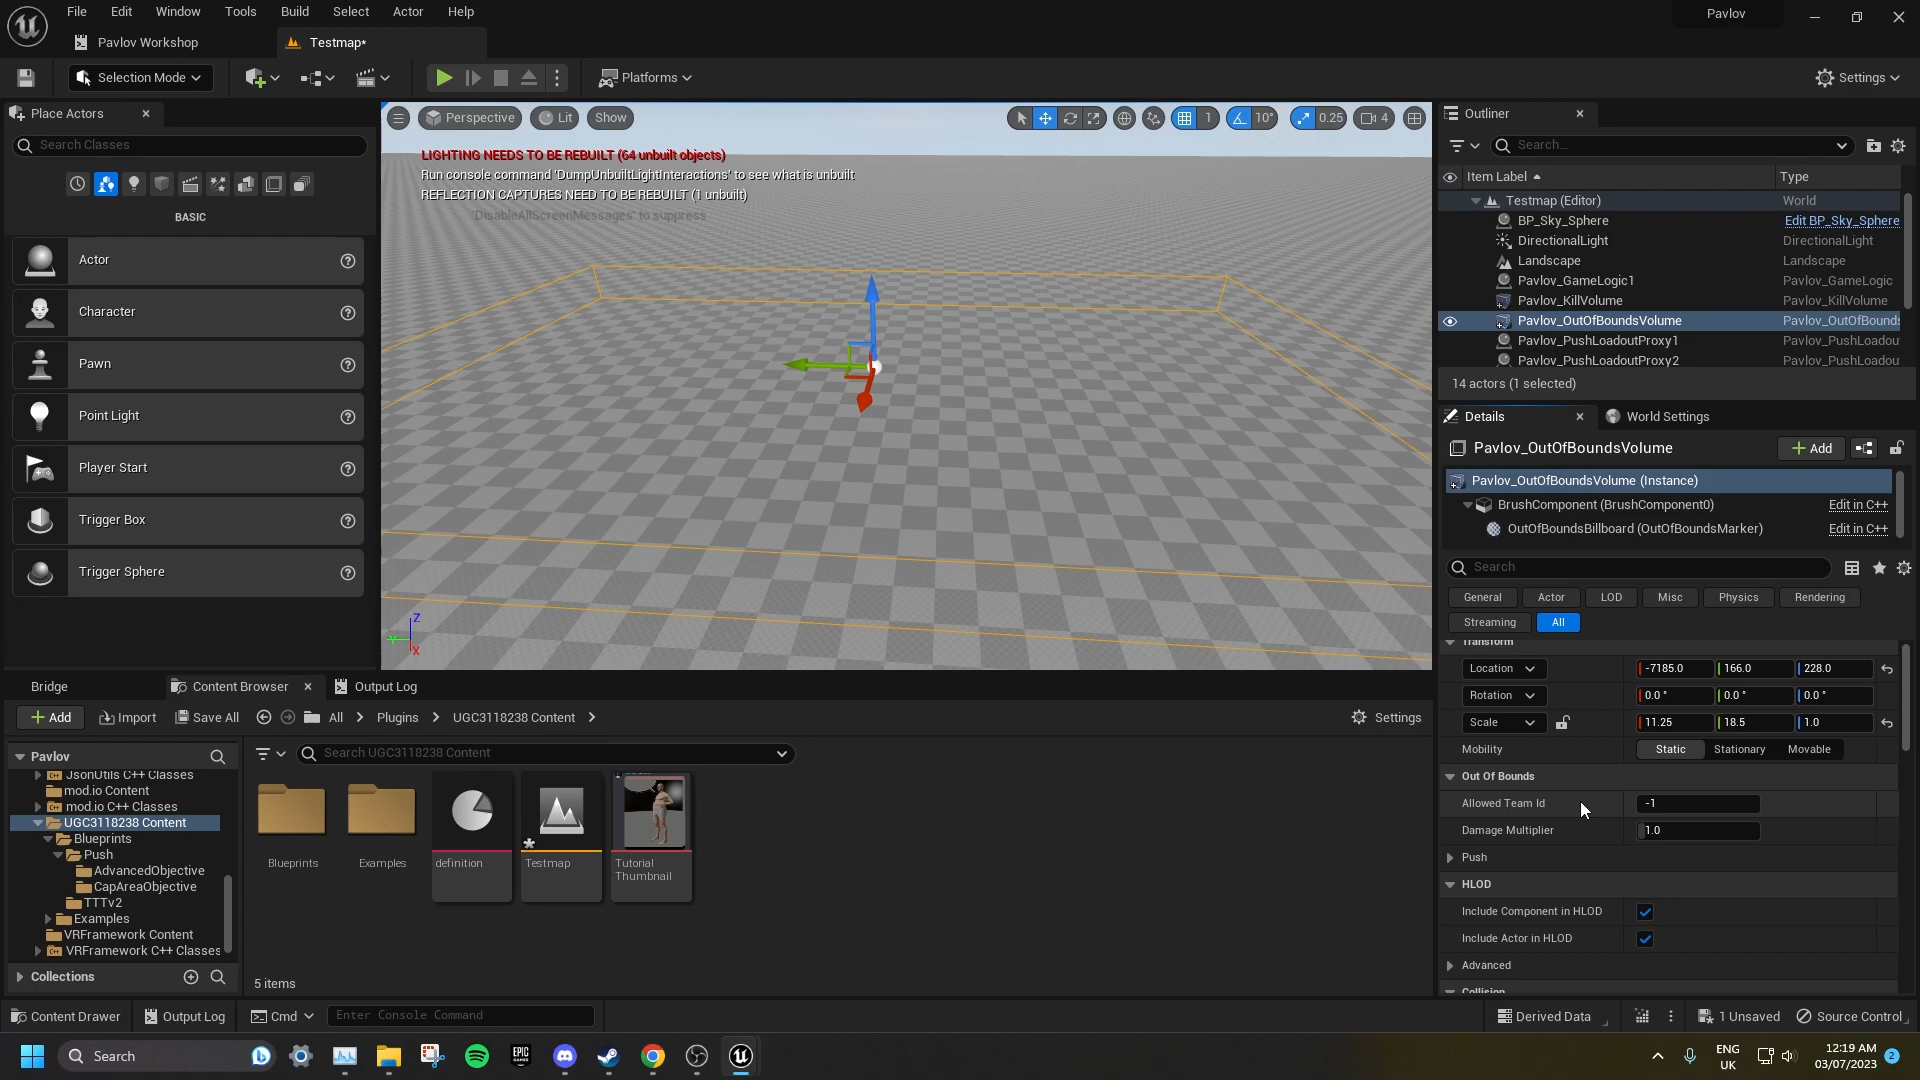 File Edit Window Tools Build Select Actor Help
Pavlov
Pavlov Workshop
Testmap*
Selection Mode
Platforms
Settings
Place Actors
Search Classes
BASIC
Actor
Character
Pawn
Point Light
Player Start
Trigger Box
Trigger Sphere
Perspective
Lit
Show
1
10°
0.25
4
LIGHTING NEEDS TO BE REBUILT (64 unbuilt objects)
Run console command 'DumpUnbuiltLightInteractions' to see what is unbuilt
REFLECTION CAPTURES NEED TO BE REBUILT (1 unbuilt)
'DisableAllScreenMessages' to suppress
Z
Y
X
Outliner
Search...
Item Label
Type
Testmap (Editor) World
BP_Sky_Sphere Edit BP_Sky_Sphere
DirectionalLight DirectionalLight
Landscape Landscape
Pavlov_GameLogic1 Pavlov_GameLogic
Pavlov_KillVolume Pavlov_KillVolume
Pavlov_OutOfBoundsVolume Pavlov_OutOfBounds
Pavlov_PushLoadoutProxy1 Pavlov_PushLoadou
Pavlov_PushLoadoutProxy2 Pavlov_PushLoadou
14 actors (1 selected)
Details
World Settings
Pavlov_OutOfBoundsVolume
Add
Pavlov_OutOfBoundsVolume (Instance)
BrushComponent (BrushComponent0) Edit in C++
OutOfBoundsBillboard (OutOfBoundsMarker) Edit in C++
Search
General Actor LOD Misc Physics Rendering
Streaming All
Transform
Location -7185.0 166.0 228.0
Rotation 0.0 ° 0.0 ° 0.0 °
Scale 11.25 18.5 1.0
Mobility Static Stationary Movable
Out Of Bounds
Allowed Team Id -1
Damage Multiplier 1.0
Push
HLOD
Include Component in HLOD
Include Actor in HLOD
Advanced
Collision
Bridge
Content Browser
Output Log
Add Import Save All All Plugins UGC3118238 Content
Settings
Pavlov
JsonUtils C++ Classes
mod.io Content
mod.io C++ Classes
UGC3118238 Content
Blueprints
Push
AdvancedObjective
CapAreaObjective
TTTv2
Examples
VRFramework Content
VRFramework C++ Classes
Collections
Search UGC3118238 Content
Blueprints
Examples
definition
Testmap
Tutorial
Thumbnail
5 items
Content Drawer
Output Log
Cmd
Enter Console Command
Derived Data
1 Unsaved
Source Control
Search
EPIC
GAMES
ENG
UK
12:19 AM
03/07/2023
2